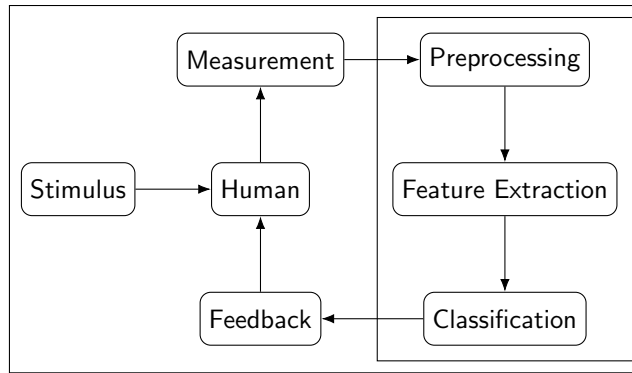 Measurement
Preprocessing
Stimulus
Human
Feature Extraction
Feedback
Classification